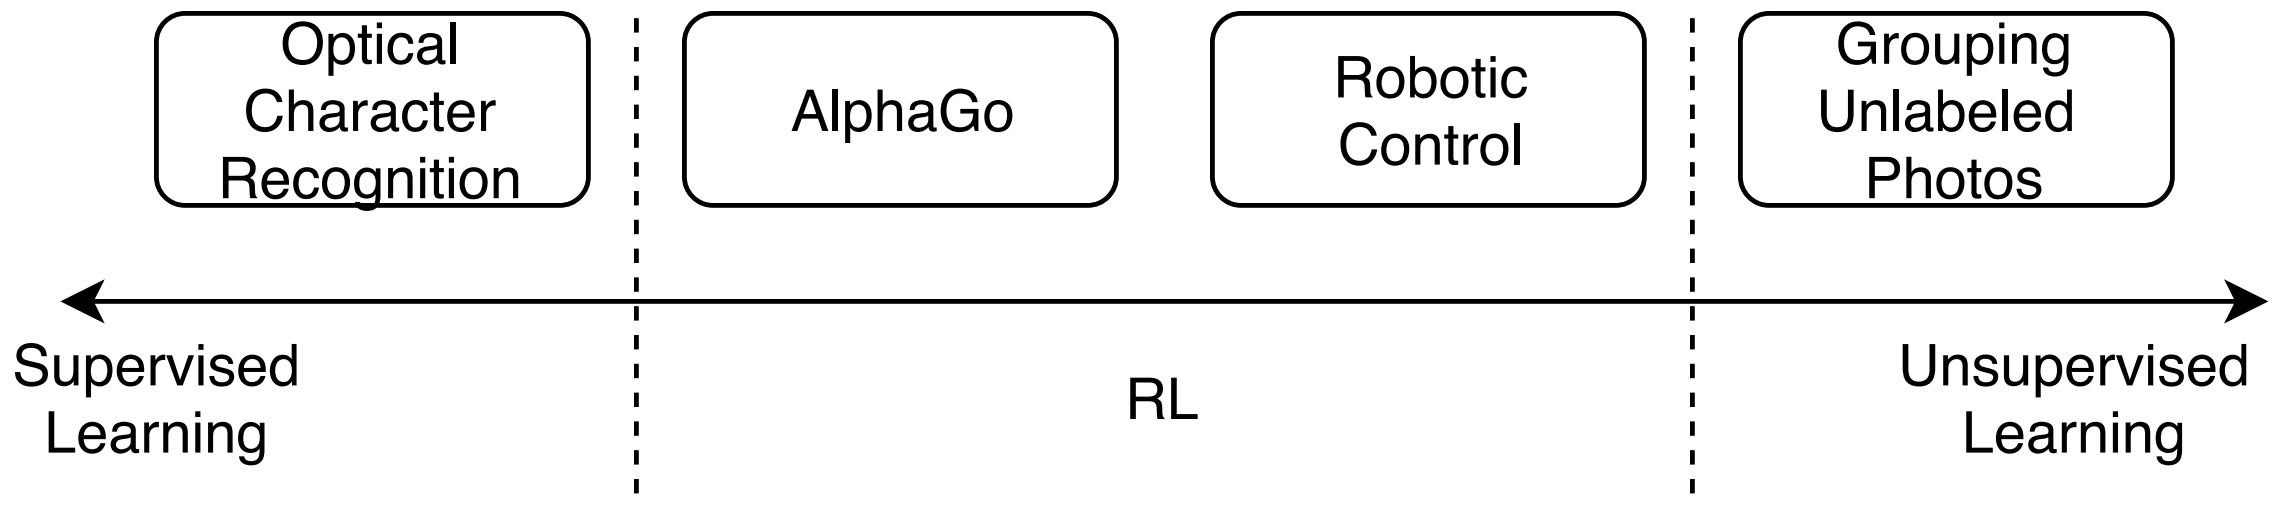 Optical
Character
Recognition
AlphaGo
Robotic
Control
Grouping
Unlabeled
Photos
Supervised
Learning
RL
Unsupervised
Learning